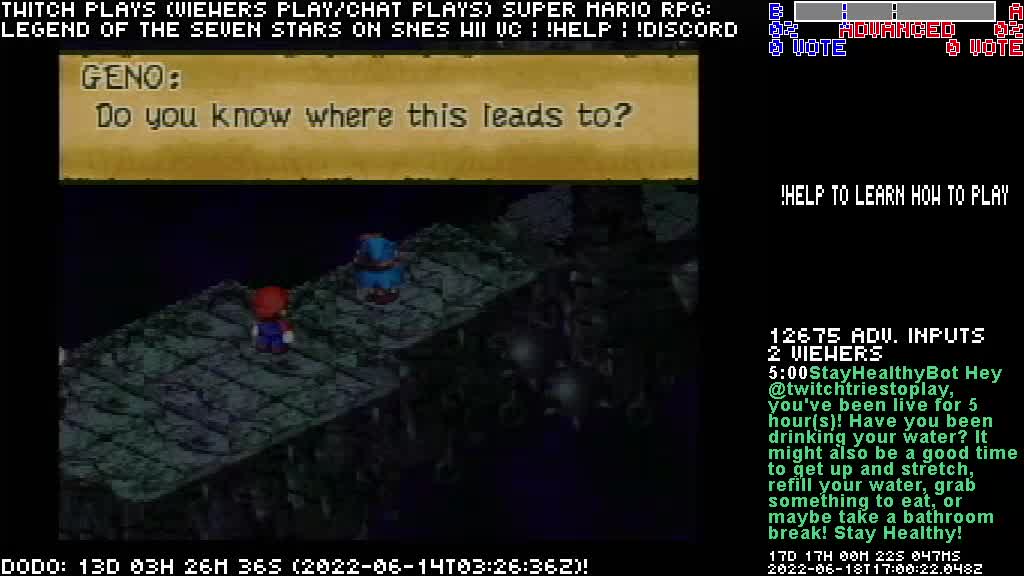 TWITCH PLAYS (VIEWERS PLAY/CHAT PLAYS) SUPER MARIO RPG:
LEGEND OF THE SEVEN STARS ON SNES WII VC ¦ !HELP ¦ !DISCORD
B A
0% ADVANCED 0%
0 VOTE 0 VOTE
GENO:
Do you know where this leads to?
!HELP TO LEARN HOW TO PLAY
12675 ADV. INPUTS
2 VIEWERS
5:00StayHealthyBot Hey
@twitchtriestoplay,
you've been live for 5
hour(s)! Have you been
drinking your water? It
might also be a good time
to get up and stretch,
refill your water, grab
something to eat, or
maybe take a bathroom
break! Stay Healthy!
17D 17H 00M 22S 047MS
2022-06-18T17:00:22.048Z
DODO: 13D 03H 26M 36S (2022-06-14T03:26:36Z)!